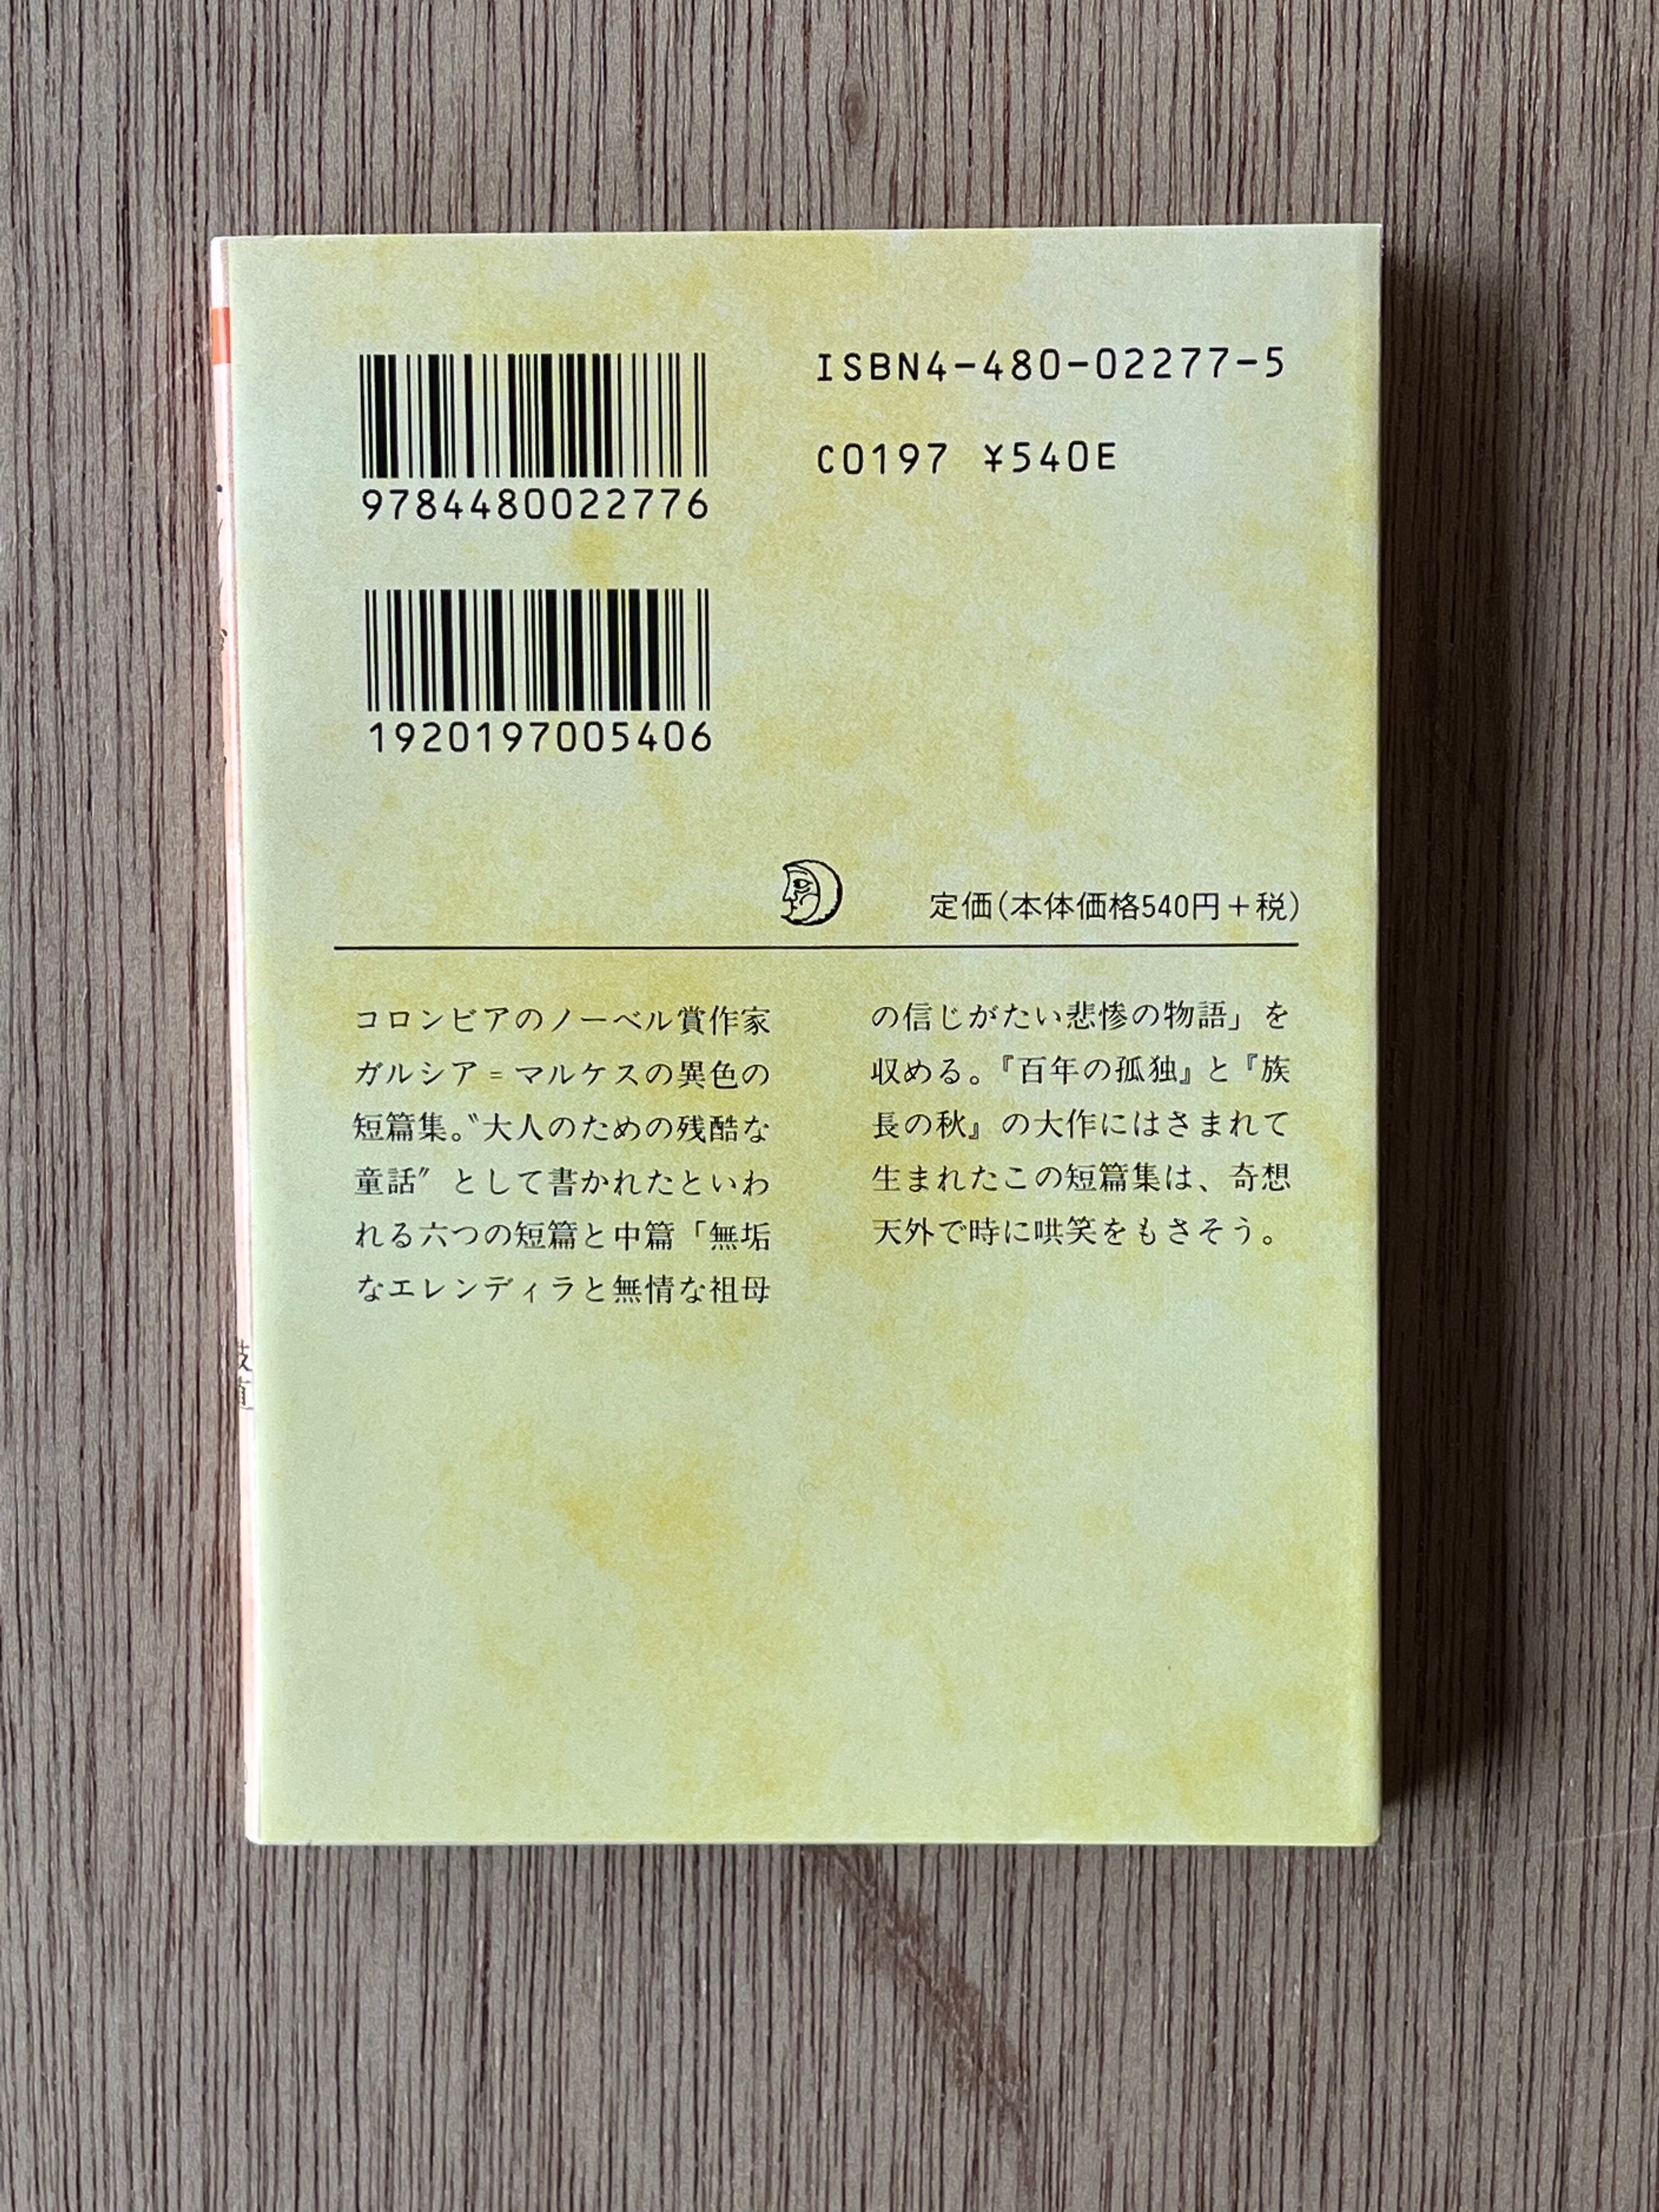 ISBN4-480-02277-5
C0197 ¥540E
9784480022776
1920197005406
定価(本体価格540円+税)
コロンビアのノーベル賞作家
ガルシア=マルケスの異色の
短篇集。〝大人のための残酷な
童話〟として書かれたといわ
れる六つの短篇と中篇「無垢
なエレンディラと無情な祖母
の信じがたい悲惨の物語」を
収める。『百年の孤独』と『族
長の秋』の大作にはさまれて
生まれたこの短篇集は、奇想
天外で時に哄笑をもさそう。